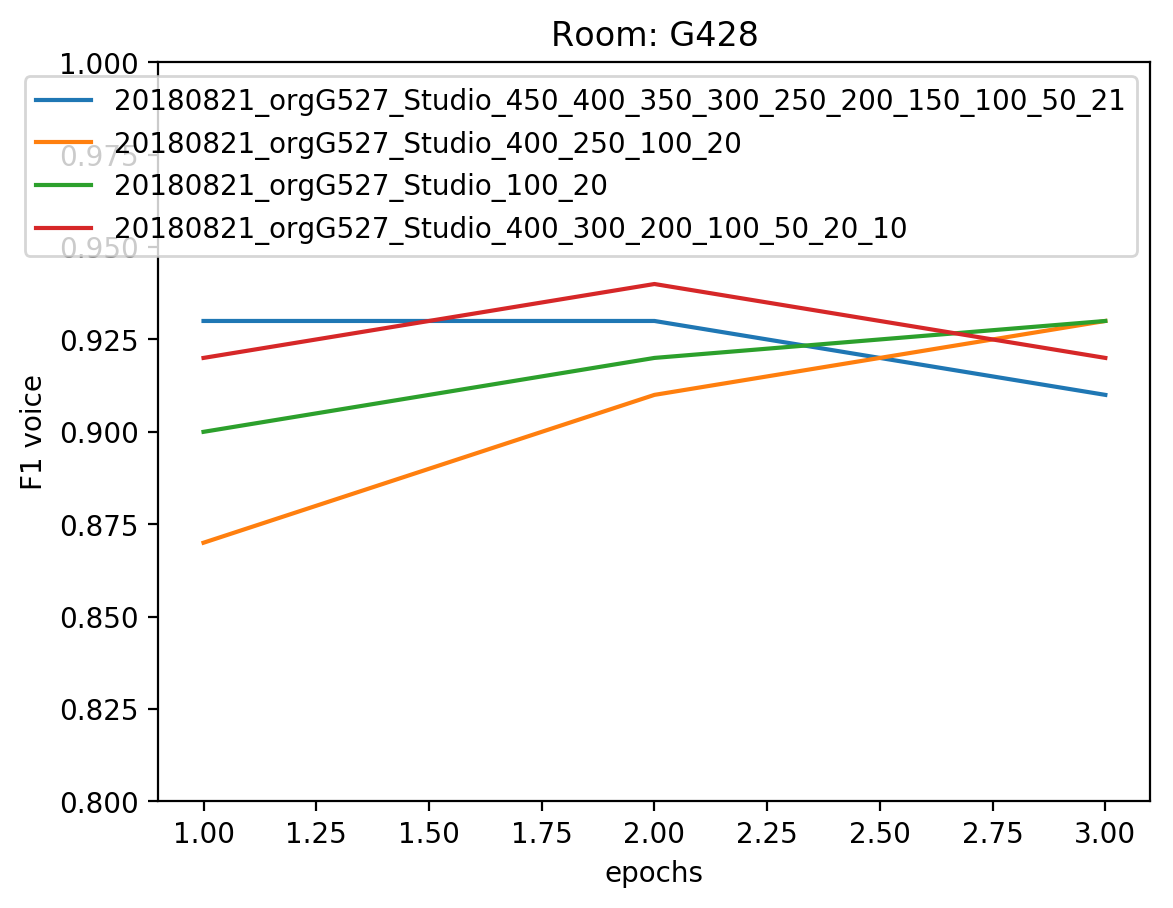 Room: G428
1.000
0.975
0.950
0.925
0.900
0.875
0.850
0.825
0.800
F1 voice
20180821_orgG527_Studio_450_400_350_300_250_200_150_100_50_21
20180821_orgG527_Studio_400_250_100_20
20180821_orgG527_Studio_100_20
20180821_orgG527_Studio_400_300_200_100_50_20_10
1.00 1.25 1.50 1.75 2.00 2.25 2.50 2.75 3.00
epochs